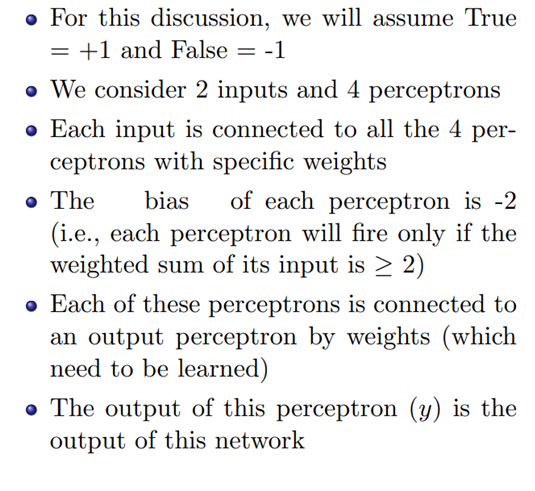 • For this discussion, we will assume True
= +1 and False = -1
• We consider 2 inputs and 4 perceptrons
• Each input is connected to all the 4 per-
ceptrons with specific weights
• The bias of each perceptron is -2
(i.e., each perceptron will fire only if the
weighted sum of its input is ≥ 2)
• Each of these perceptrons is connected to
an output perceptron by weights (which
need to be learned)
• The output of this perceptron (y) is the
output of this network